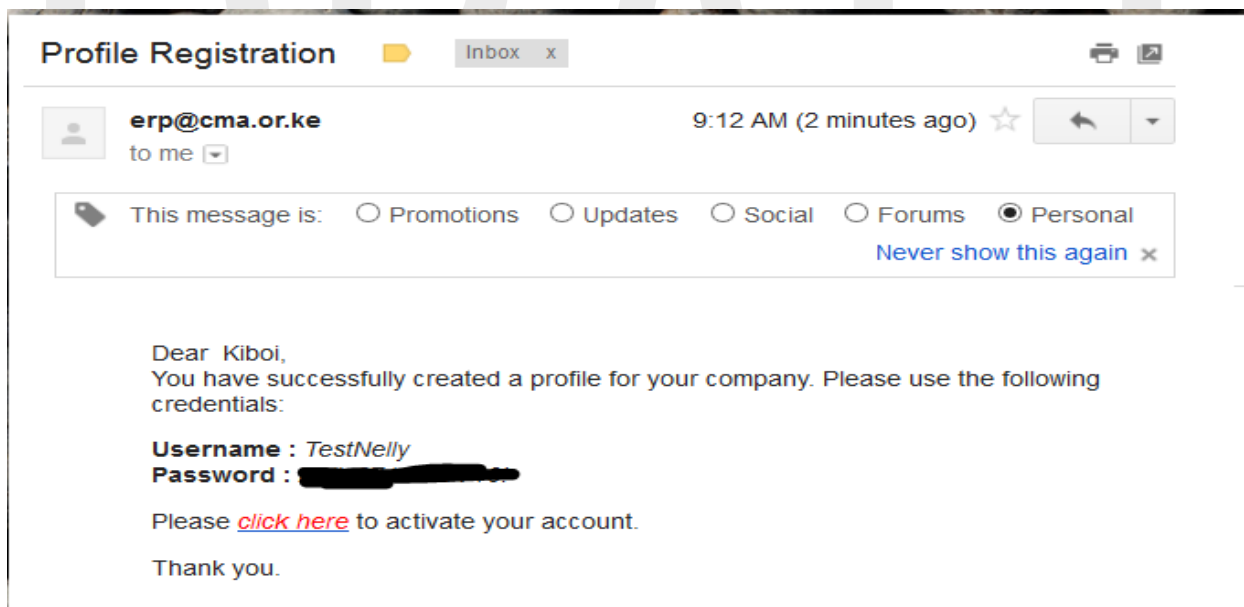 Profile Registration Inbox x
erp@cma.or.ke 9:12 AM (2 minutes ago)
to me
This message is: Promotions Updates Social Forums Personal
Never show this again x
Dear Kiboi,
You have successfully created a profile for your company. Please use the following
credentials:
Username : TestNelly
Password :
Please click here to activate your account.
Thank you.